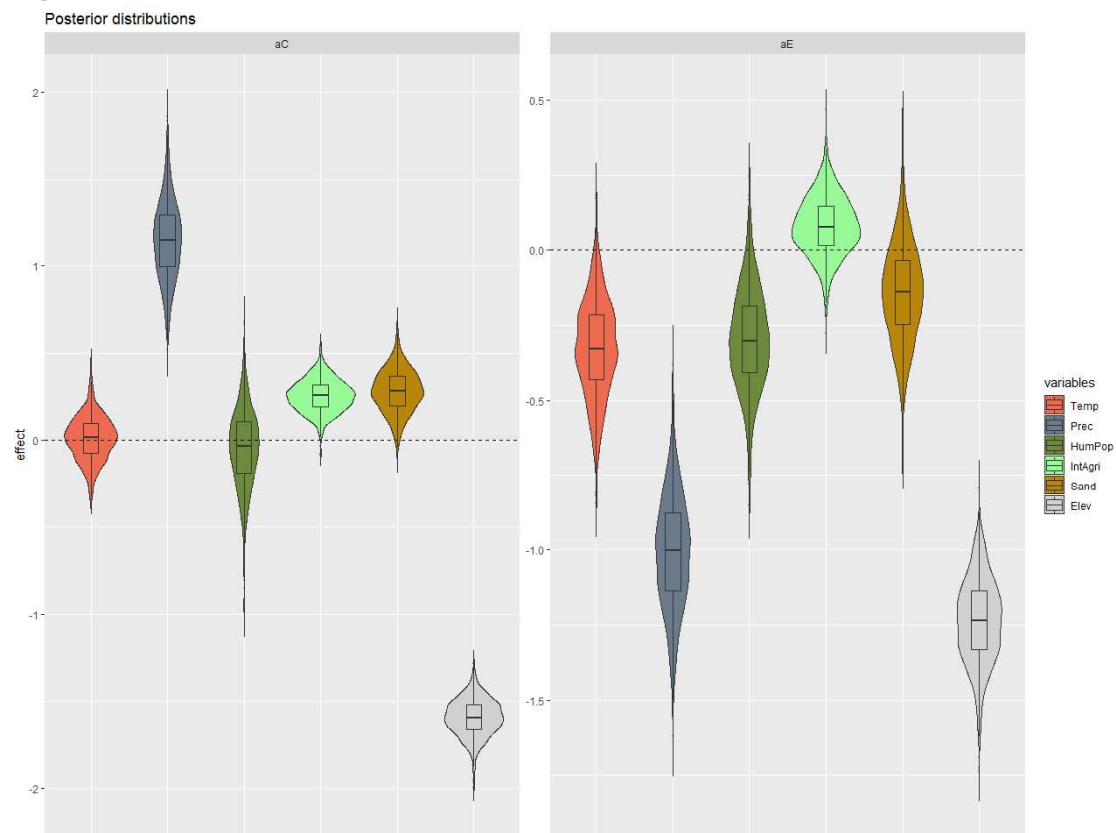 Posterior distributions
aC
aE
effect
2
1
0
-1
-2
0.5
0.0
-0.5
-1.0
-1.5
variables
Temp
Prec
HumPop
IntAgri
Sand
Elev